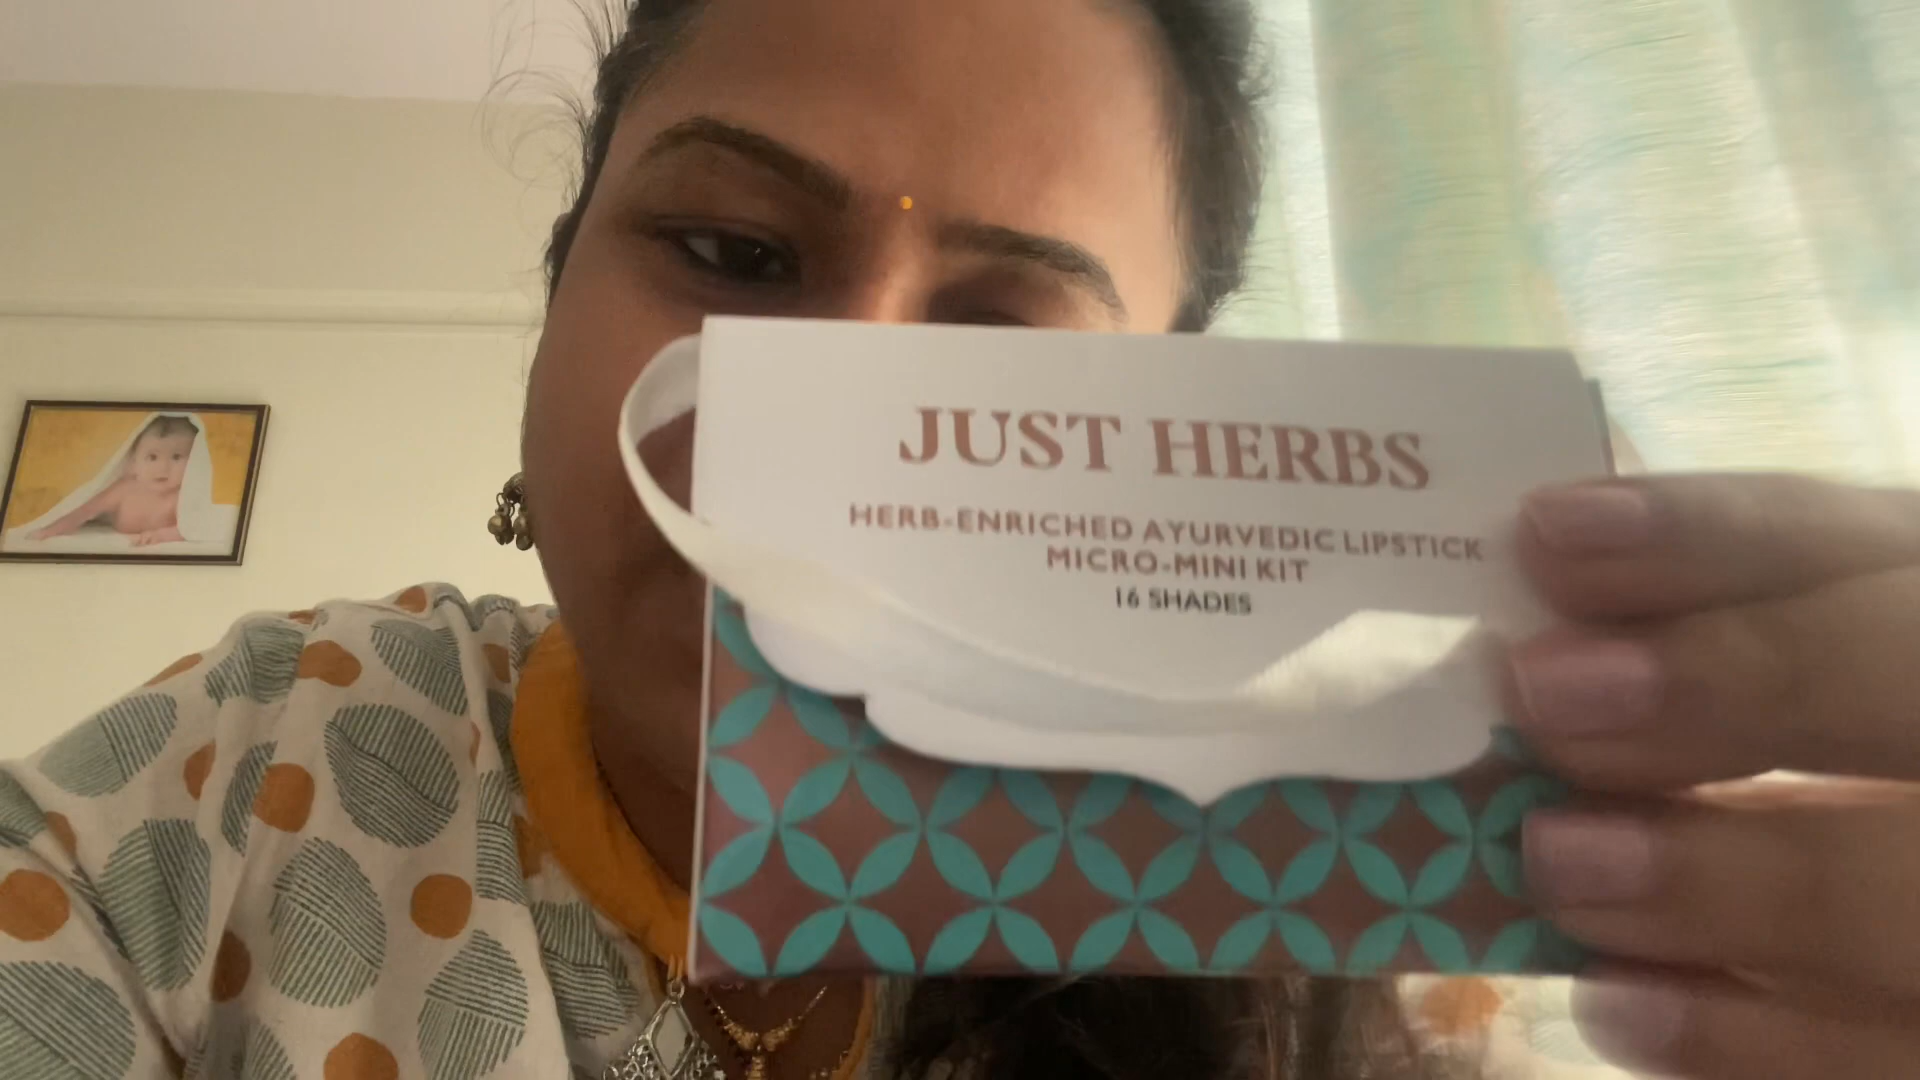 JUST HERBS
HERB-ENRICHED AYURVEDIC LIPSTICK
MICRO-MINI KIT
16 SHADES